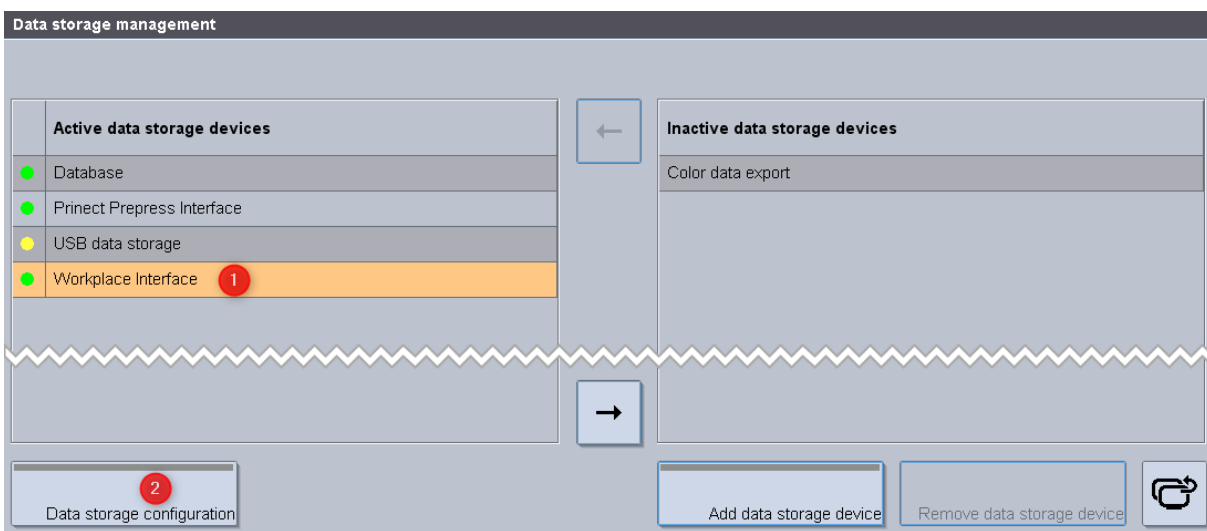 Data storage management
Active data storage devices
Inactive data storage devices
Database
Color data export
Prinect Prepress Interface
USB data storage
Workplace Interface 1
2
Data storage configuration
Add data storage device
Remove data storage device